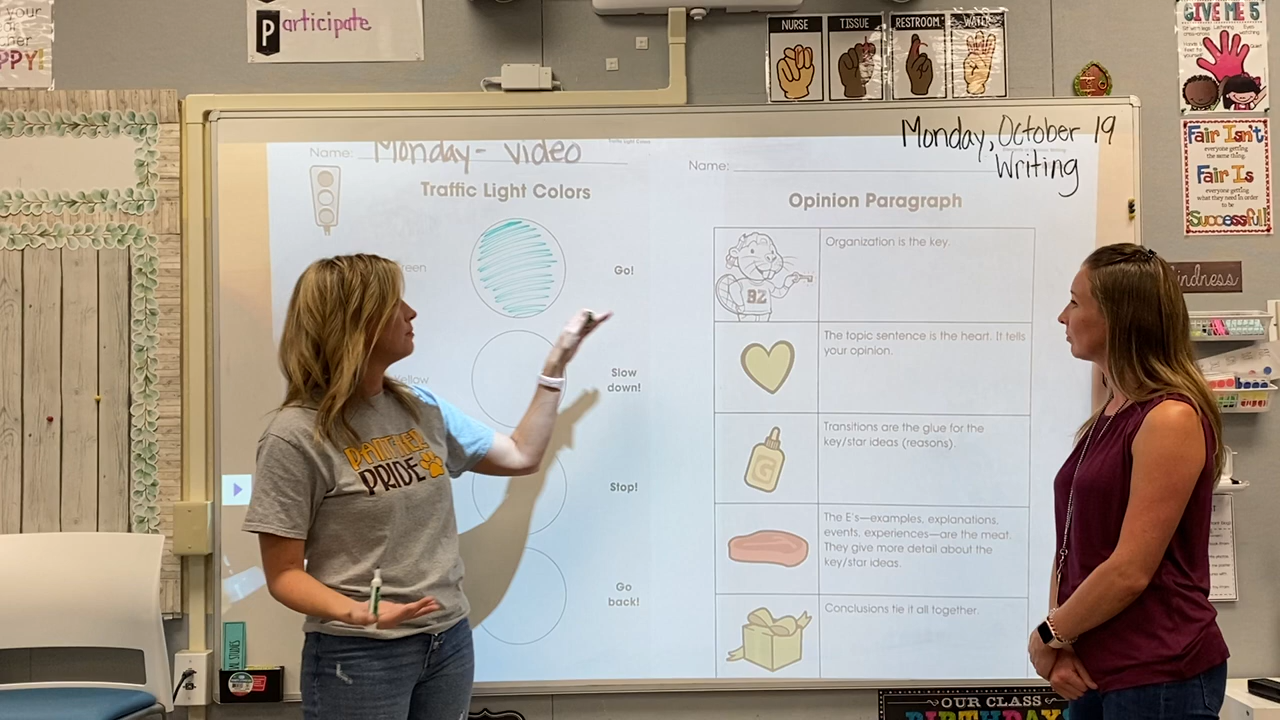 your
PPY!
Participate
NURSE
TISSUE
RESTROOM
WATER
GIVE ME 5
Fair Isn't
everyone getting
the same thing.
Fair Is
everyone getting
what they need in order
to be
Successful!
Kindness
Monday, October 19
Writing
Name: Monday- Video
Traffic Light Colors
Green
Go!
Yellow
Slow
down!
Stop!
Go
back!
Name:
Opinion Paragraph
BZ
Organization is the key.
The topic sentence is the heart. It tells
your opinion.
G
Transitions are the glue for the
key/star ideas (reasons).
The E's—examples, explanations,
events, experiences—are the meat.
They give more detail about the
key/star ideas.
Conclusions tie it all together.
PANTHER
PRIDE
OUR CLASS
BIRTHDAYS